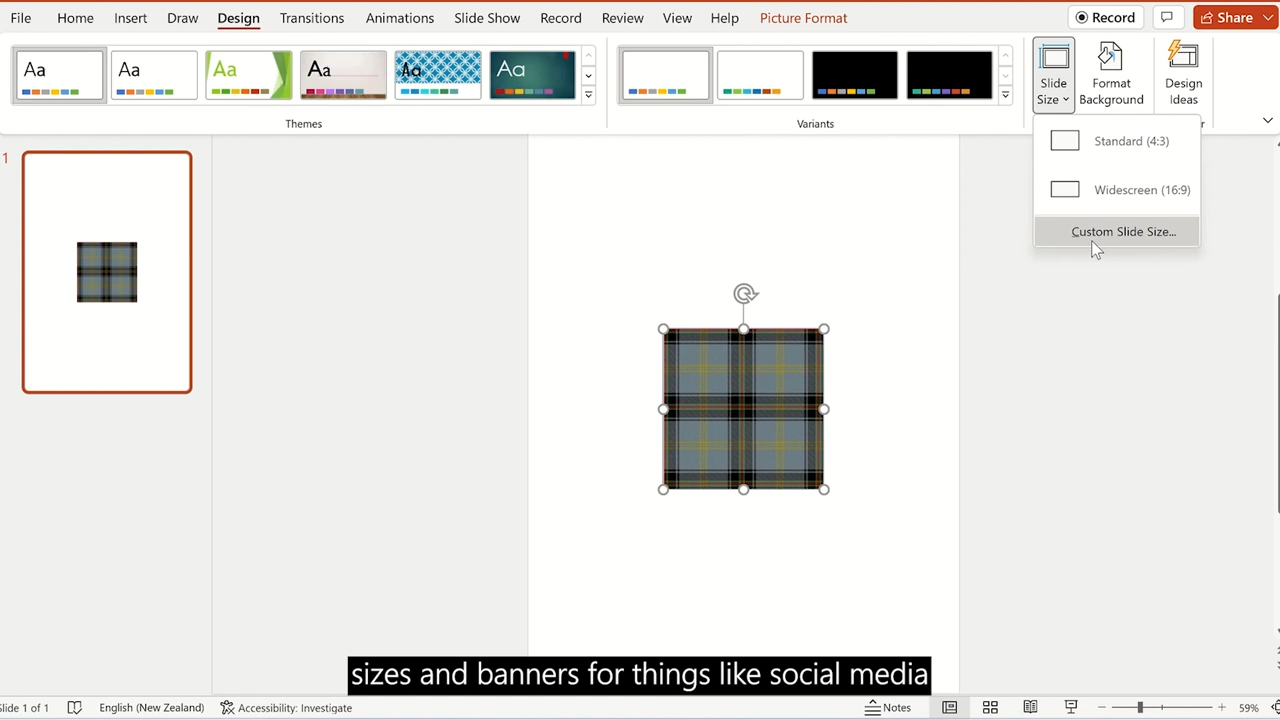 File Home Insert Draw Design Transitions Animations Slide Show Record Review View Help Picture Format Record Share
Aa Aa Aa Aa Aa Aa
Slide Size
Format Background
Design Ideas
Themes Variants r
Standard (4:3)
Widescreen (16:9)
Custom Slide Size...
1
sizes and banners for things like social media
lide 1 of 1 English (New Zealand) Accessibility: Investigate Notes 59%